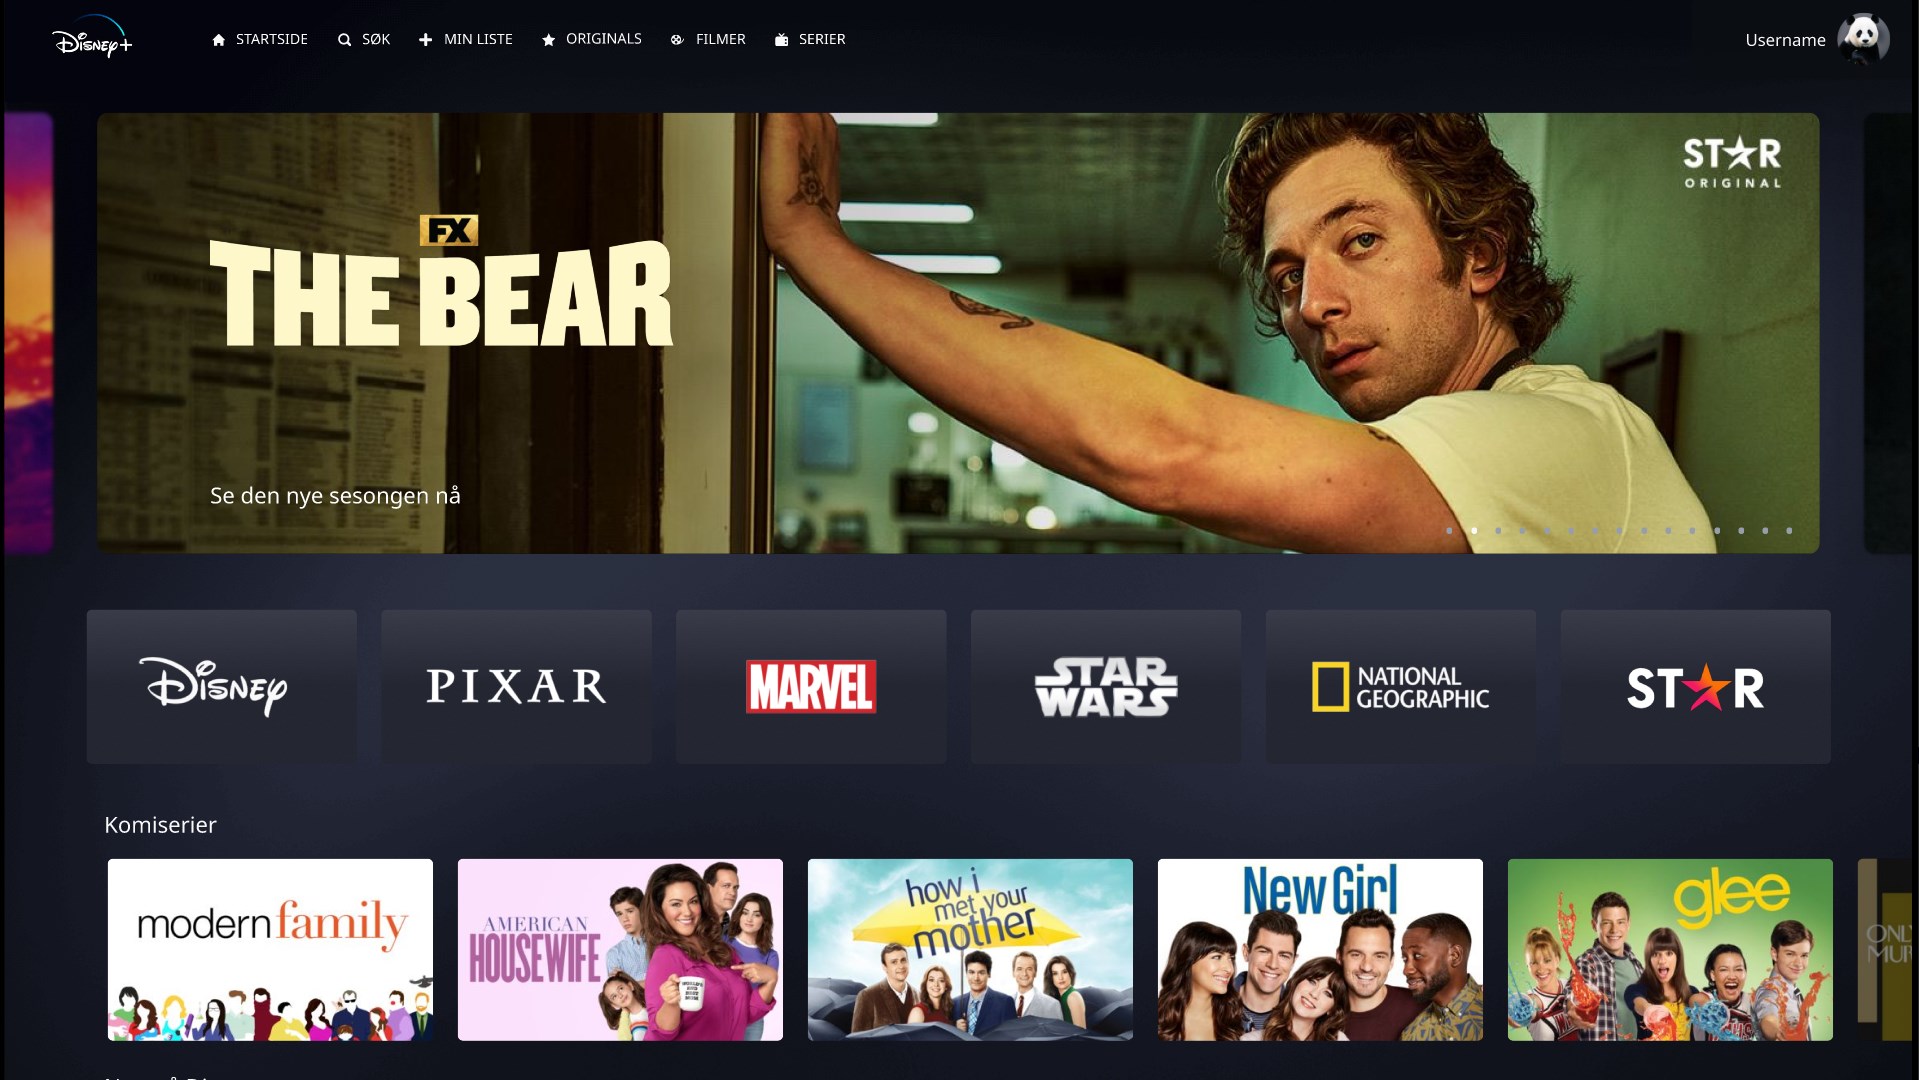 Disney+
STARTSIDE
SØK
MIN LISTE
ORIGINALS
FILMER
SERIER
Username
STAR
ORIGINAL
FX
THE BEAR
Se den nye sesongen nå
Disney
PIXAR
MARVEL
STAR
WARS
NATIONAL
GEOGRAPHIC
STAR
Komiserier
modern family
AMERICAN
HOUSEWIFE
how i
met your
mother
New Girl
glee